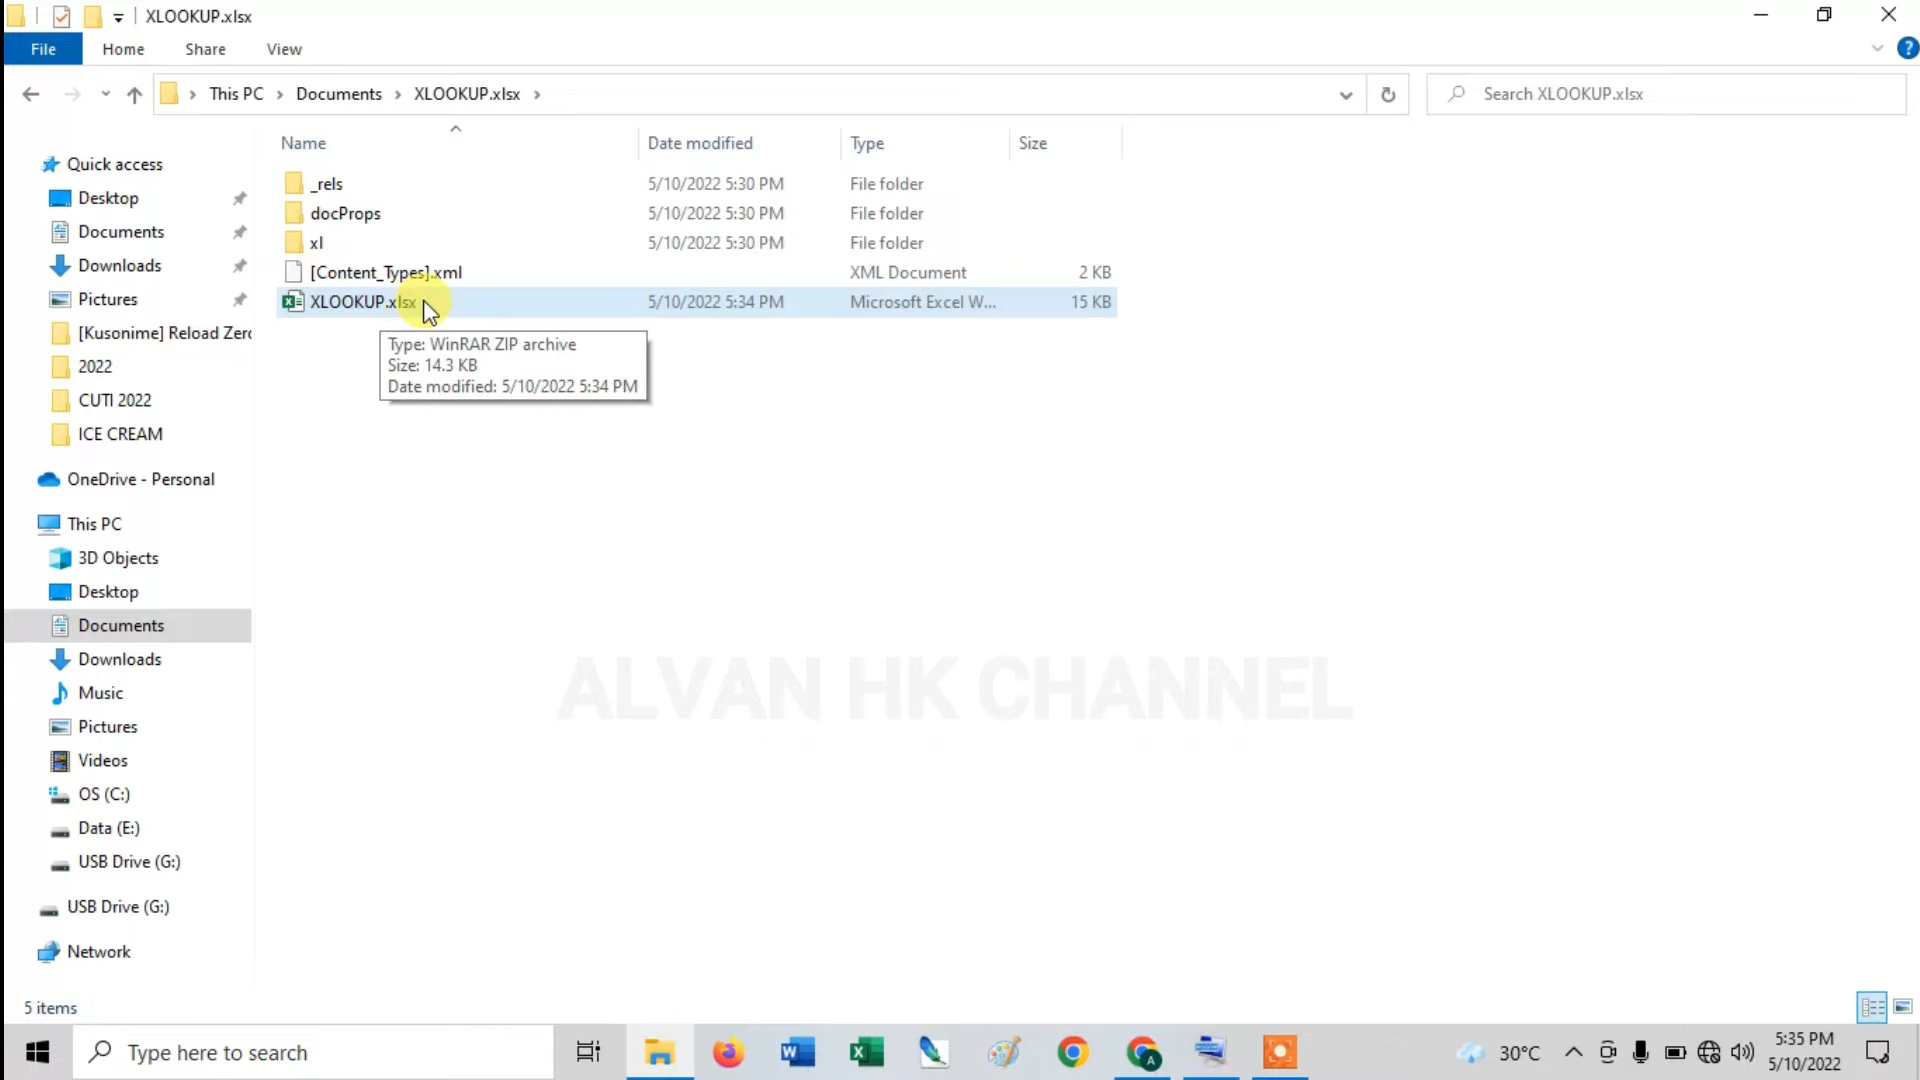 XLOOKUP.xlsx
File Home Share View
This PC Documents XLOOKUP.xlsx
Search XLOOKUP.xlsx
Name Date modified Type Size
_rels 5/10/2022 5:30 PM File folder
docProps 5/10/2022 5:30 PM File folder
xl 5/10/2022 5:30 PM File folder
[Content_Types].xml XML Document 2 KB
XLOOKUP.xlsx 5/10/2022 5:34 PM Microsoft Excel W... 15 KB
Type: WinRAR ZIP archive
Size: 14.3 KB
Date modified: 5/10/2022 5:34 PM
Quick access
Desktop
Documents
Downloads
Pictures
[Kusonime] Reload Zero
2022
CUTI 2022
ICE CREAM
OneDrive - Personal
This PC
3D Objects
Desktop
Documents
Downloads
Music
Pictures
Videos
OS (C:)
Data (E:)
USB Drive (G:)
USB Drive (G:)
Network
ALVAN HK CHANNEL
5 items
Type here to search
A
30°C
5:35 PM
5/10/2022